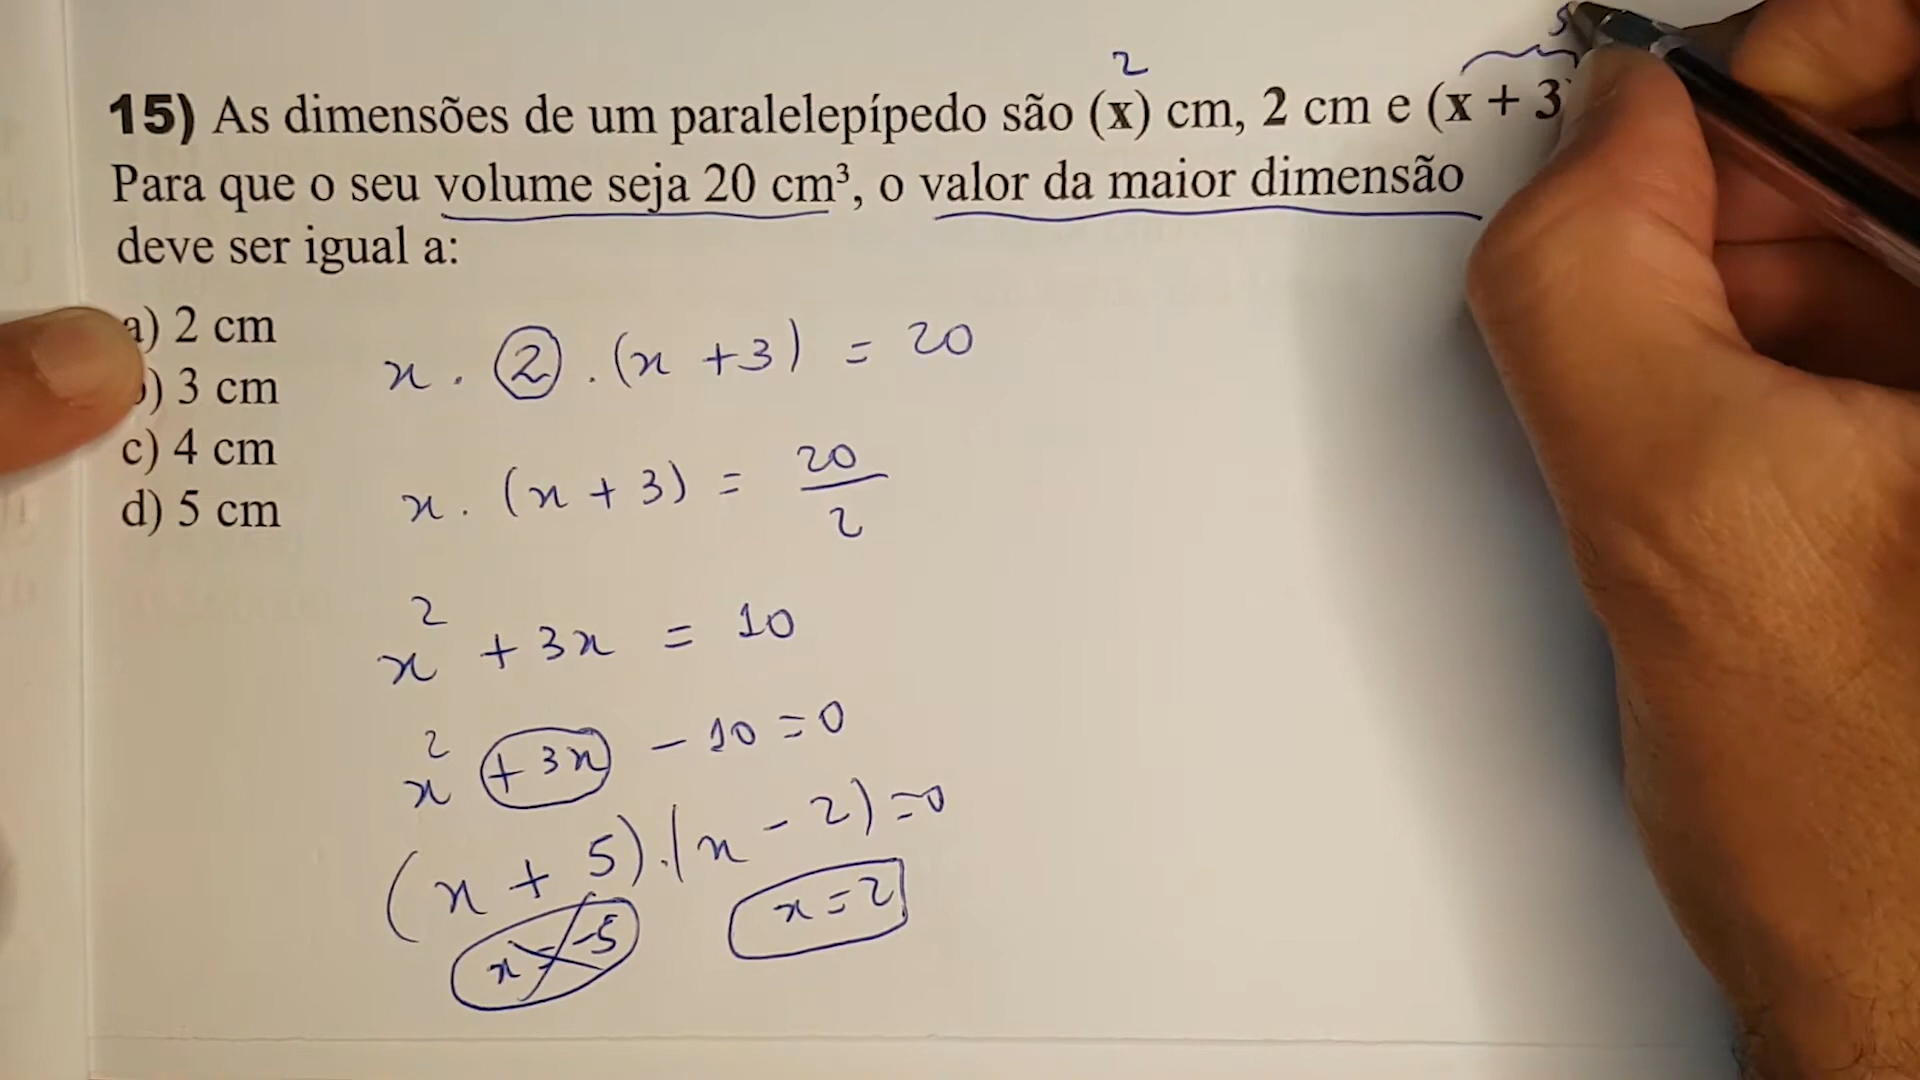 2 5
15) As dimensões de um paralelepípedo são (x) cm, 2 cm e (x + 3)
Para que o seu volume seja 20 cm³, o valor da maior dimensão
deve ser igual a:
a) 2 cm
b) 3 cm
c) 4 cm
d) 5 cm
x . 2 . (x + 3) = 20
x . (x + 3) = 20/2
x² + 3x = 10
x² + 3x - 10 = 0
(x + 5).(x - 2) = 0
x = -5 x = 2